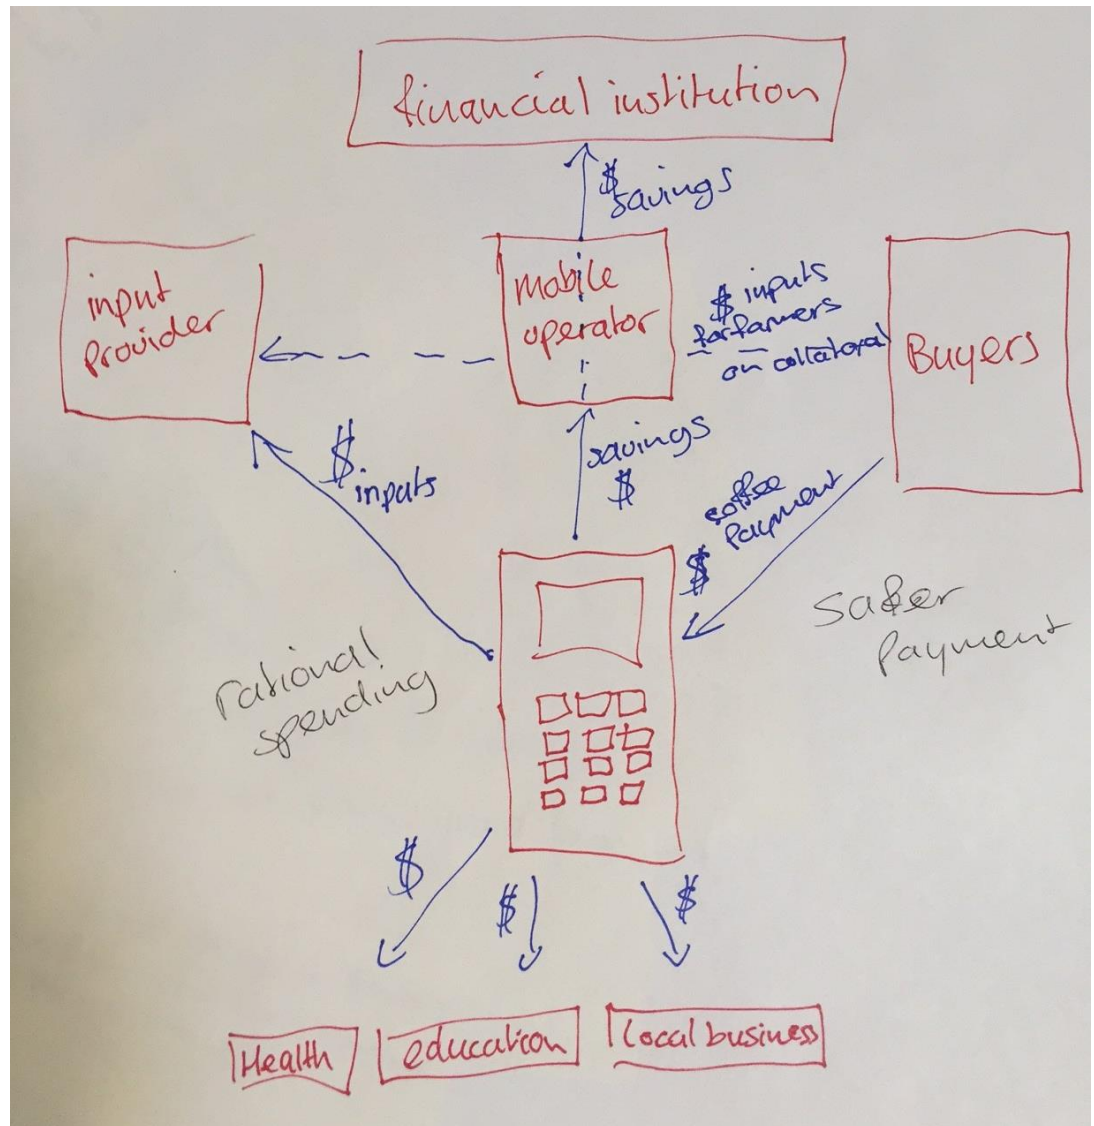 financial institution
$
savings
input
provider
mobile
operator
$ inputs
for farmers
on collatoral
Buyers
$
inputs
savings
$
coffee
payment
$
safer
payment
rational
spending
$
$
$
Health
education
local business